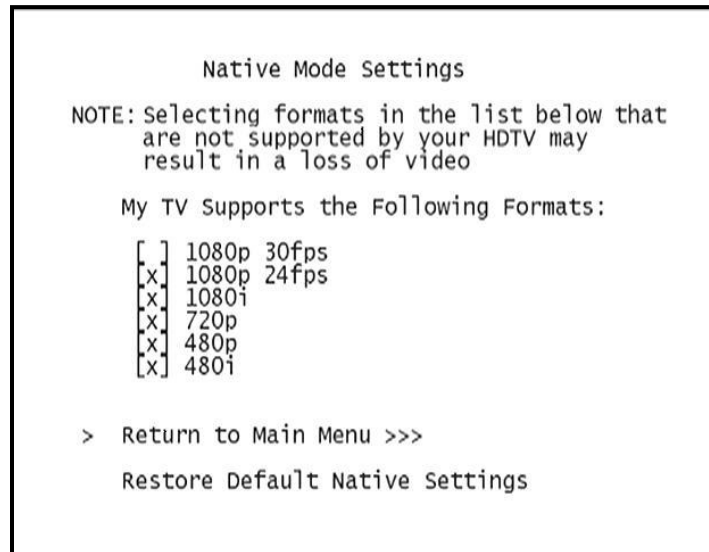 Native Mode Settings
NOTE: Selecting formats in the list below that
are not supported by your HDTV may
result in a loss of video
My TV Supports the Following Formats:
[ ] 1080p 30fps
[x] 1080p 24fps
[x] 1080i
[x] 720p
[x] 480p
[x] 480i
> Return to Main Menu >>>
Restore Default Native Settings